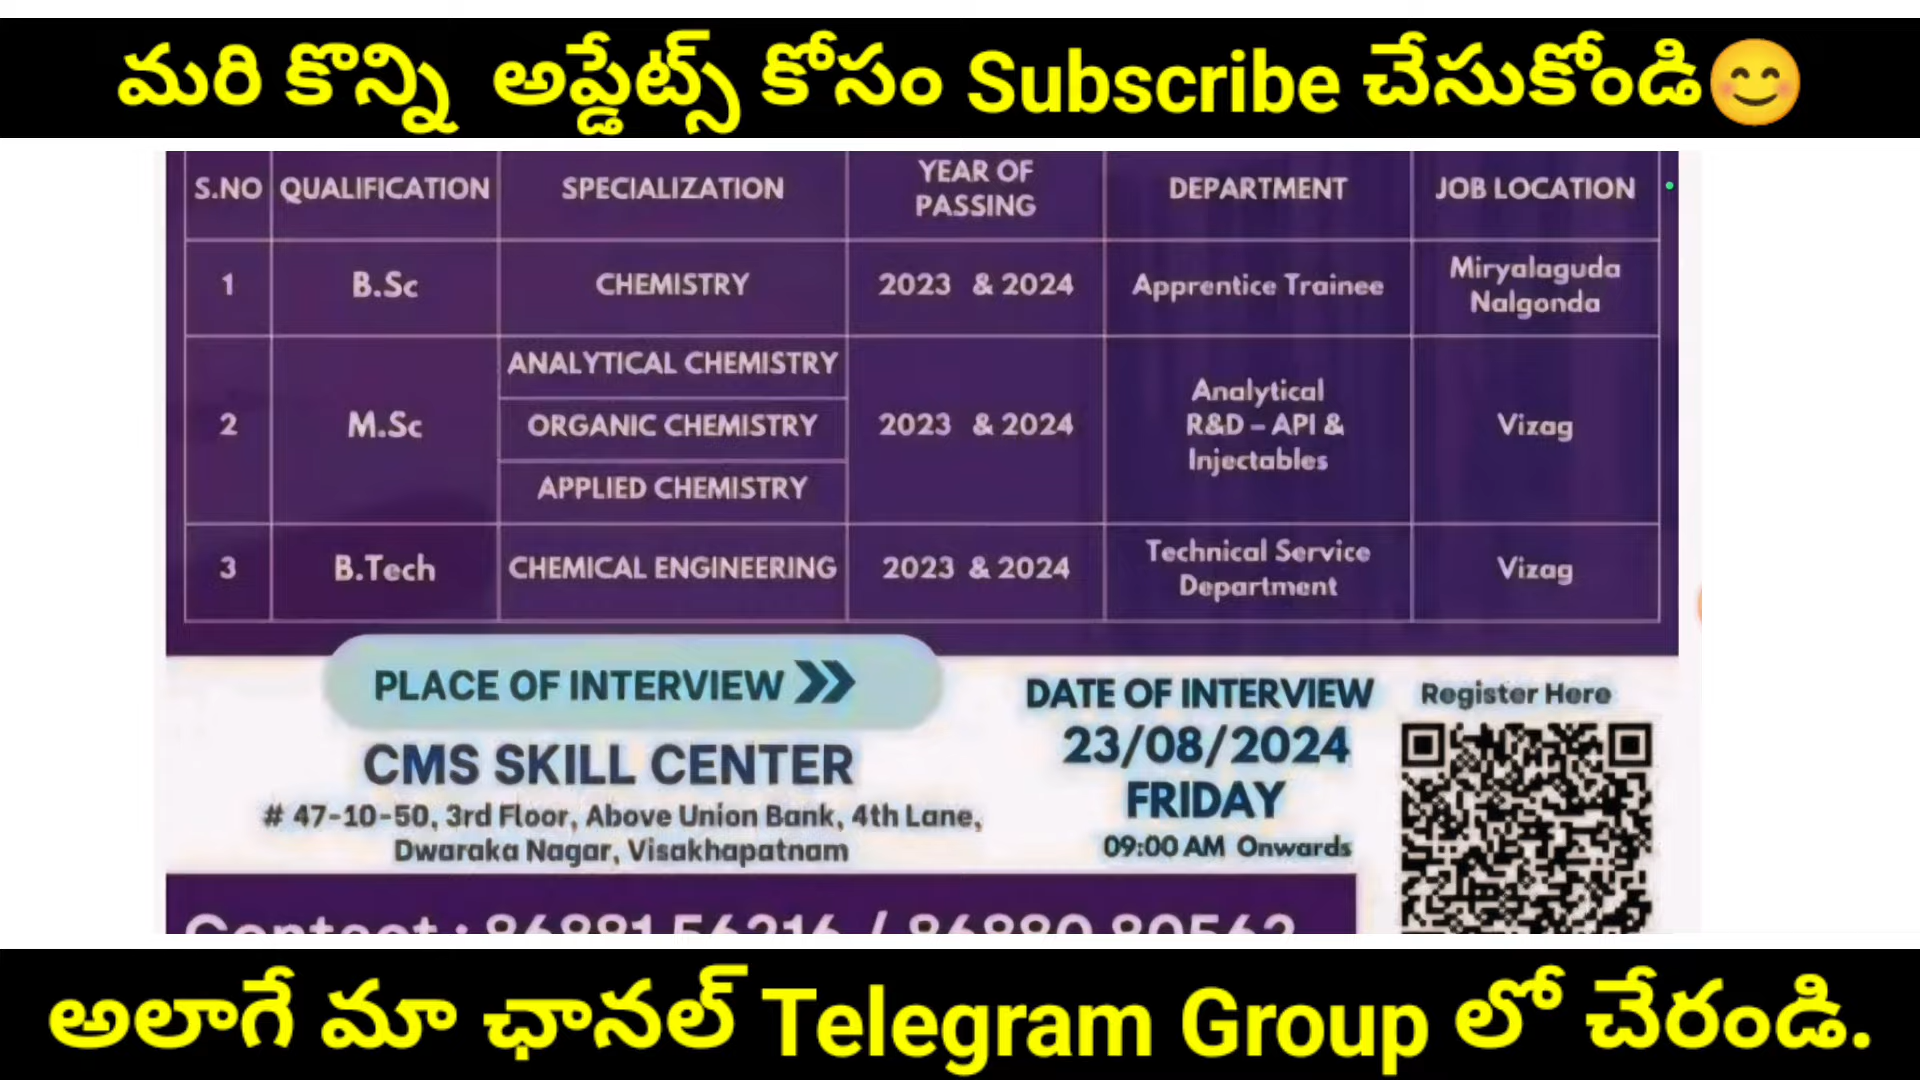 మరి కొన్ని అప్డేట్స్ కోసం Subscribe చేసుకోండి😊
S.NO QUALIFICATION SPECIALIZATION YEAR OF PASSING DEPARTMENT JOB LOCATION
1 B.Sc CHEMISTRY 2023 & 2024 Apprentice Trainee Miryalaguda Nalgonda
2 M.Sc ANALYTICAL CHEMISTRY
ORGANIC CHEMISTRY
APPLIED CHEMISTRY
2023 & 2024
Analytical
R&D – API &
Injectables
Vizag
3 B.Tech CHEMICAL ENGINEERING 2023 & 2024 Technical Service Department Vizag
PLACE OF INTERVIEW
CMS SKILL CENTER
# 47-10-50, 3rd Floor, Above Union Bank, 4th Lane,
Dwaraka Nagar, Visakhapatnam
DATE OF INTERVIEW
23/08/2024
FRIDAY
09:00 AM Onwards
Register Here
Contact :
అలాగే మా ఛానల్ Telegram Group లో చేరండి.